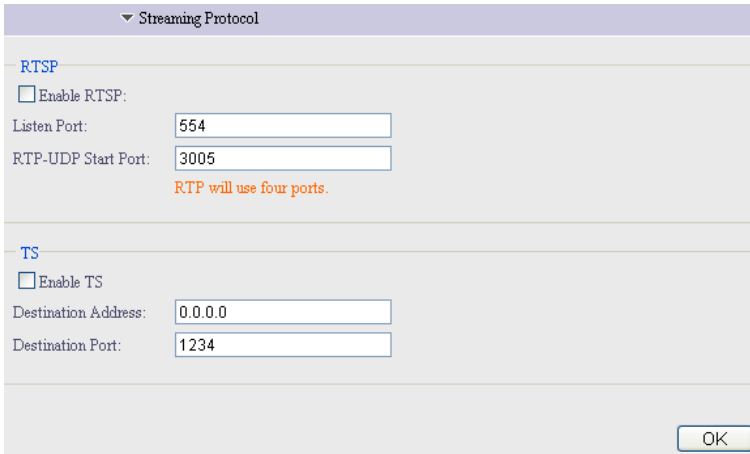 Streaming Protocol
RTSP
Enable RTSP:
Listen Port: 554
RTP-UDP Start Port: 3005
RTP will use four ports.
TS
Enable TS
Destination Address: 0.0.0.0
Destination Port: 1234
OK